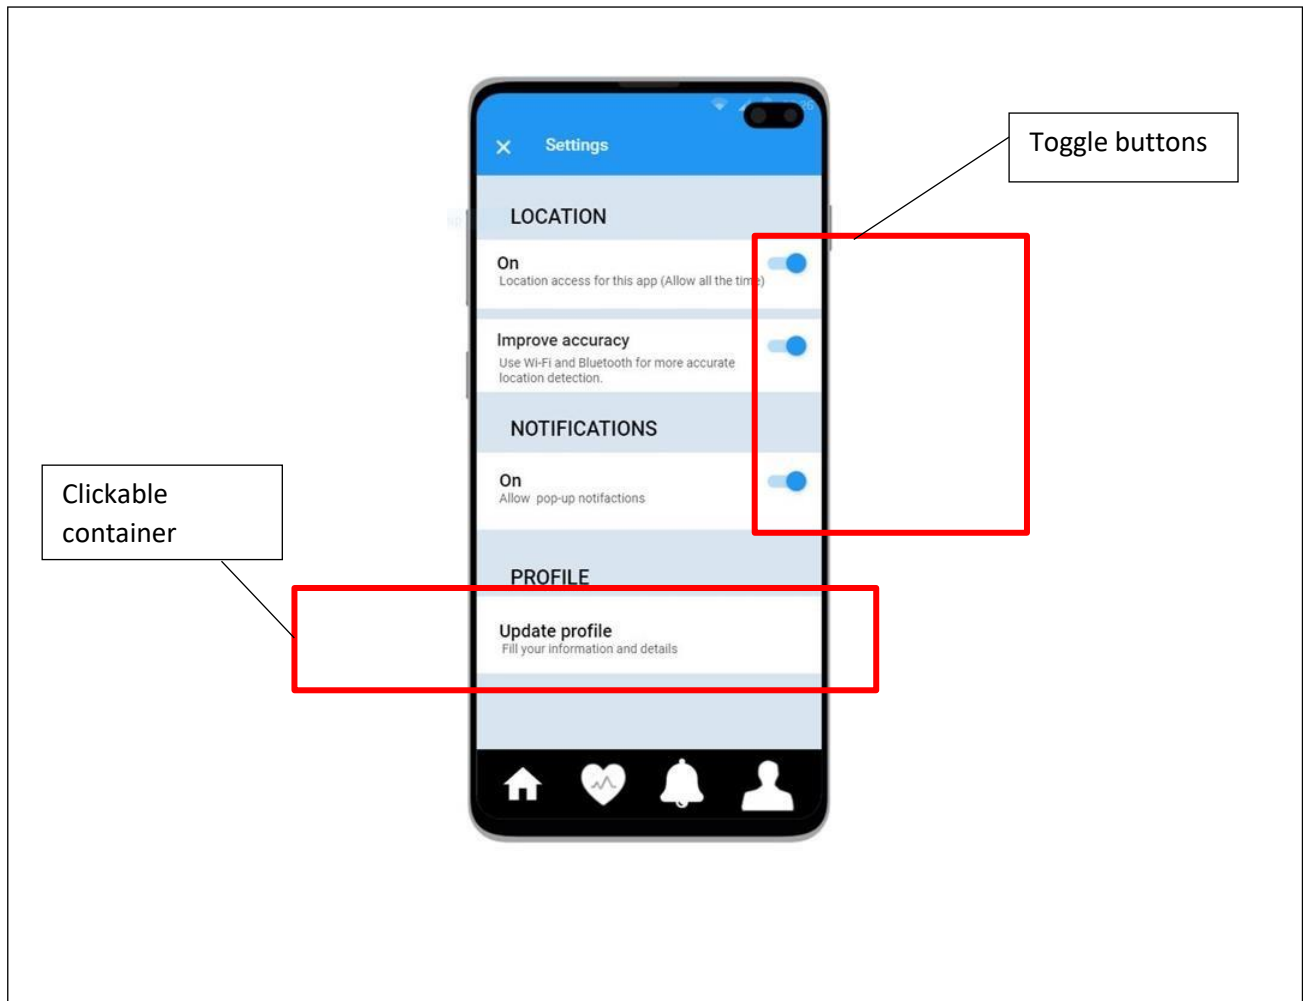 26
Settings
Toggle buttons
LOCATION
On
Location access for this app (Allow all the time)
Improve accuracy
Use Wi-Fi and Bluetooth for more accurate
location detection.
NOTIFICATIONS
On
Allow pop-up notifactions
Clickable
container
PROFILE
Update profile
Fill your information and details